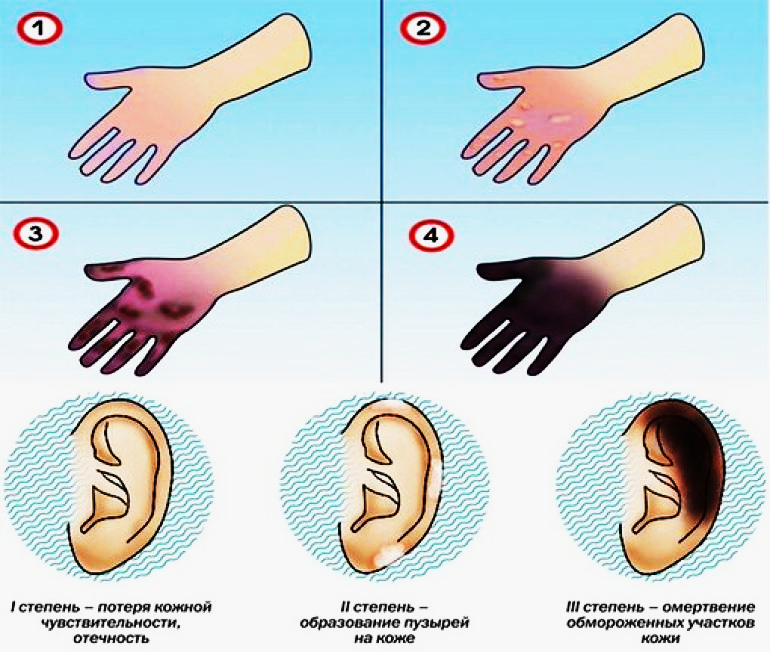 1
2
3
4
I степень – потеря кожной
чувствительности,
отечность
II степень –
образование пузырей
на коже
III степень – омертвение
обмороженных участков
кожи